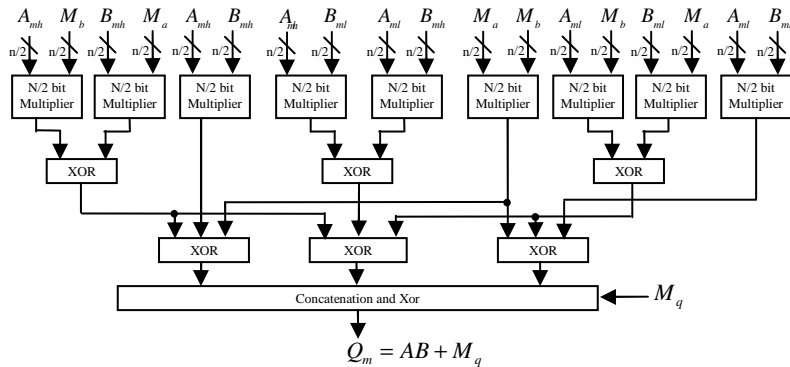 A_mh M_b B_mh M_a A_mh B_mh A_mh B_ml A_ml B_mh M_a M_b A_ml M_b B_ml M_a A_ml B_ml
n/2 n/2 n/2 n/2 n/2 n/2 n/2 n/2 n/2 n/2 n/2 n/2 n/2 n/2 n/2 n/2 n/2 n/2
N/2 bit N/2 bit N/2 bit N/2 bit N/2 bit N/2 bit N/2 bit N/2 bit N/2 bit
Multiplier Multiplier Multiplier Multiplier Multiplier Multiplier Multiplier Multiplier Multiplier
XOR XOR XOR
XOR XOR XOR
Concatenation and Xor M_q
Q_m = AB + M_q